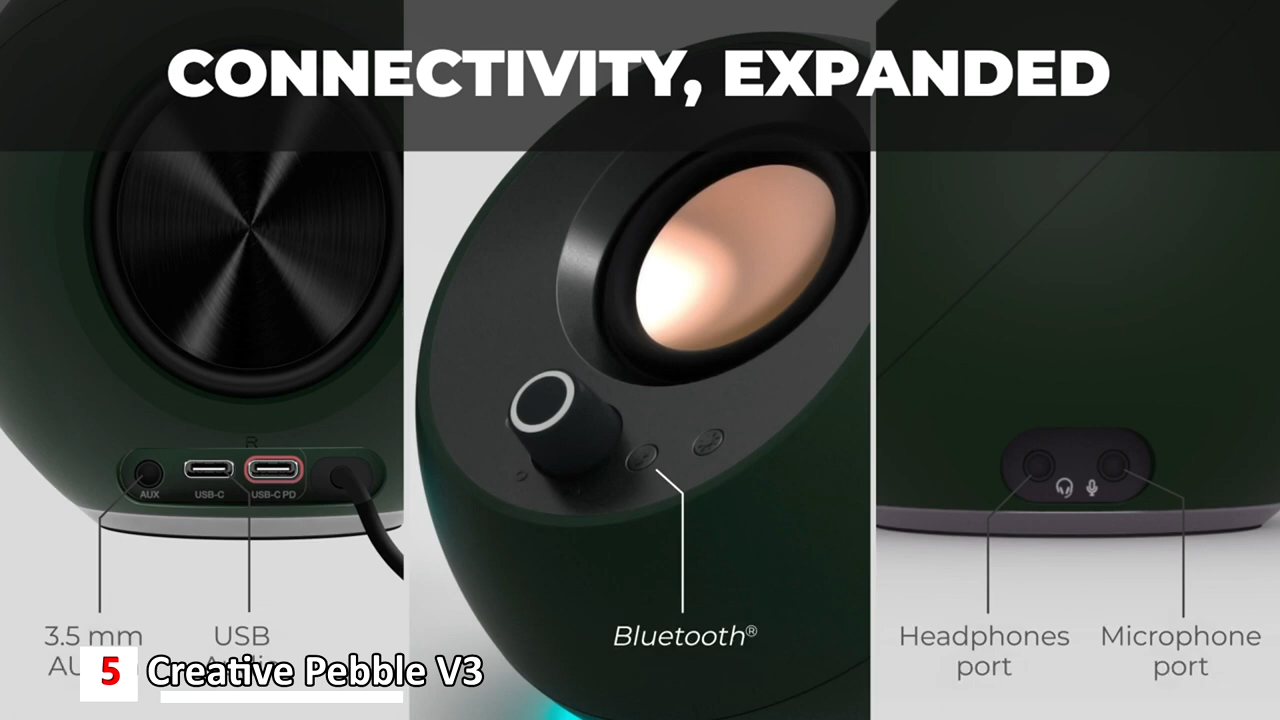 CONNECTIVITY, EXPANDED
R
AUX
USB-C
USB-C PD
3.5 mm
AU
USB
Bluetooth®
Headphones
port
Microphone
port
5
Creative Pebble V3